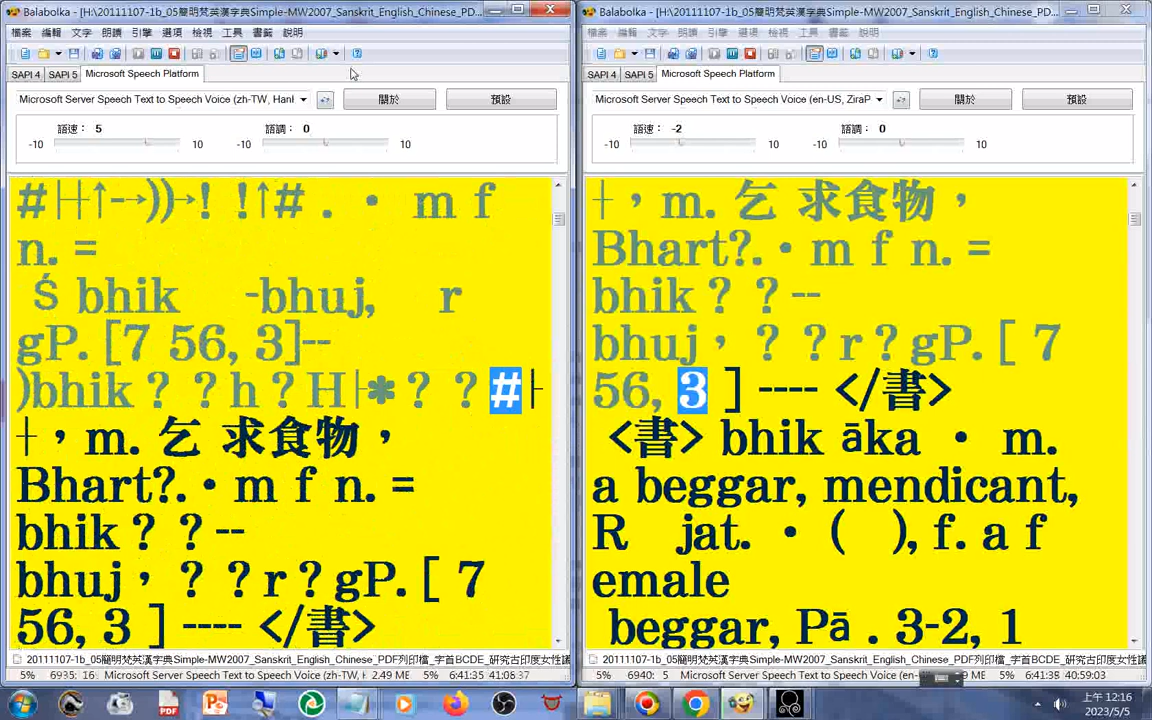 Balabolka - [H:\20111107-1b_05簡明梵英漢字典Simple-MW2007_Sanskrit_English_Chinese_PD...
檔案 編輯 文字 朗讀 引擎 選項 檢視 工具 書籤 說明
SAPI 4 SAPI 5 Microsoft Speech Platform
Microsoft Server Speech Text to Speech Voice (zh-TW, HanH 關於 預設
語速： 5 語調： 0
-10 10 -10 10
#├┼↑→))→! !↑# . • m f
n. =
Ś bhik -bhuj, r
gP. [7 56, 3]--
)bhik？？h？H├*？？#├
┼，m. 乞 求食物，
Bhart?.• m f n. =
bhik？？--
bhuj，？？r？gP.［ 7
56, 3 ］---- </書>
20111107-1b_05簡明梵英漢字典Simple-MW2007_Sanskrit_English_Chinese_PDF列印檔_字首BCDE_研究古印度女性議
5% 6935: 16 Microsoft Server Speech Text to Speech Voice (zh-TW, H 2.49 MB 5% 6:41:35 41:06:37
Balabolka - [H:\20111107-1b_05簡明梵英漢字典Simple-MW2007_Sanskrit_English_Chinese_PD...
檔案 編輯 文字 朗讀 引擎 選項 檢視 工具 書籤 說明
SAPI 4 SAPI 5 Microsoft Speech Platform
Microsoft Server Speech Text to Speech Voice (en-US, ZiraP 關於 預設
語速： -2 語調： 0
-10 10 -10 10
┼，m. 乞 求食物，
Bhart?.• m f n. =
bhik？？--
bhuj，？？r？gP.［ 7
56, 3 ］---- </書>
<書> bhik āka • m.
a beggar, mendicant,
R jat. • ( ), f. a f
emale
beggar, Pā . 3-2, 1
20111107-1b_05簡明梵英漢字典Simple-MW2007_Sanskrit_English_Chinese_PDF列印檔_字首BCDE_研究古印度女性議
5% 6940: 5 Microsoft Server Speech Text to Speech Voice (en-US, Z ME 5% 6:41:38 40:59:03
上午 12:16
2023/5/5